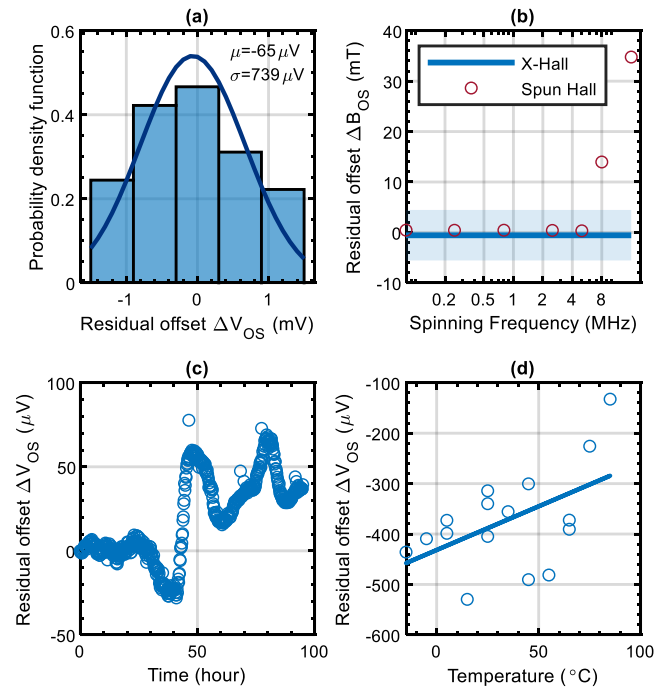 (a)
0.6
0.4
0.2
0
Probability density function
μ=-65 μV
σ=739 μV
-1
0
1
Residual offset ΔV_OS (mV)
(b)
40
30
20
10
0
-10
Residual offset ΔB_OS (mT)
X-Hall
Spun Hall
0.2
0.5
1
2
4
8
Spinning Frequency (MHz)
(c)
100
50
0
-50
Residual offset ΔV_OS (μV)
0
50
100
Time (hour)
(d)
-100
-200
-300
-400
-500
-600
Residual offset ΔV_OS (μV)
0
50
100
Temperature (°C)